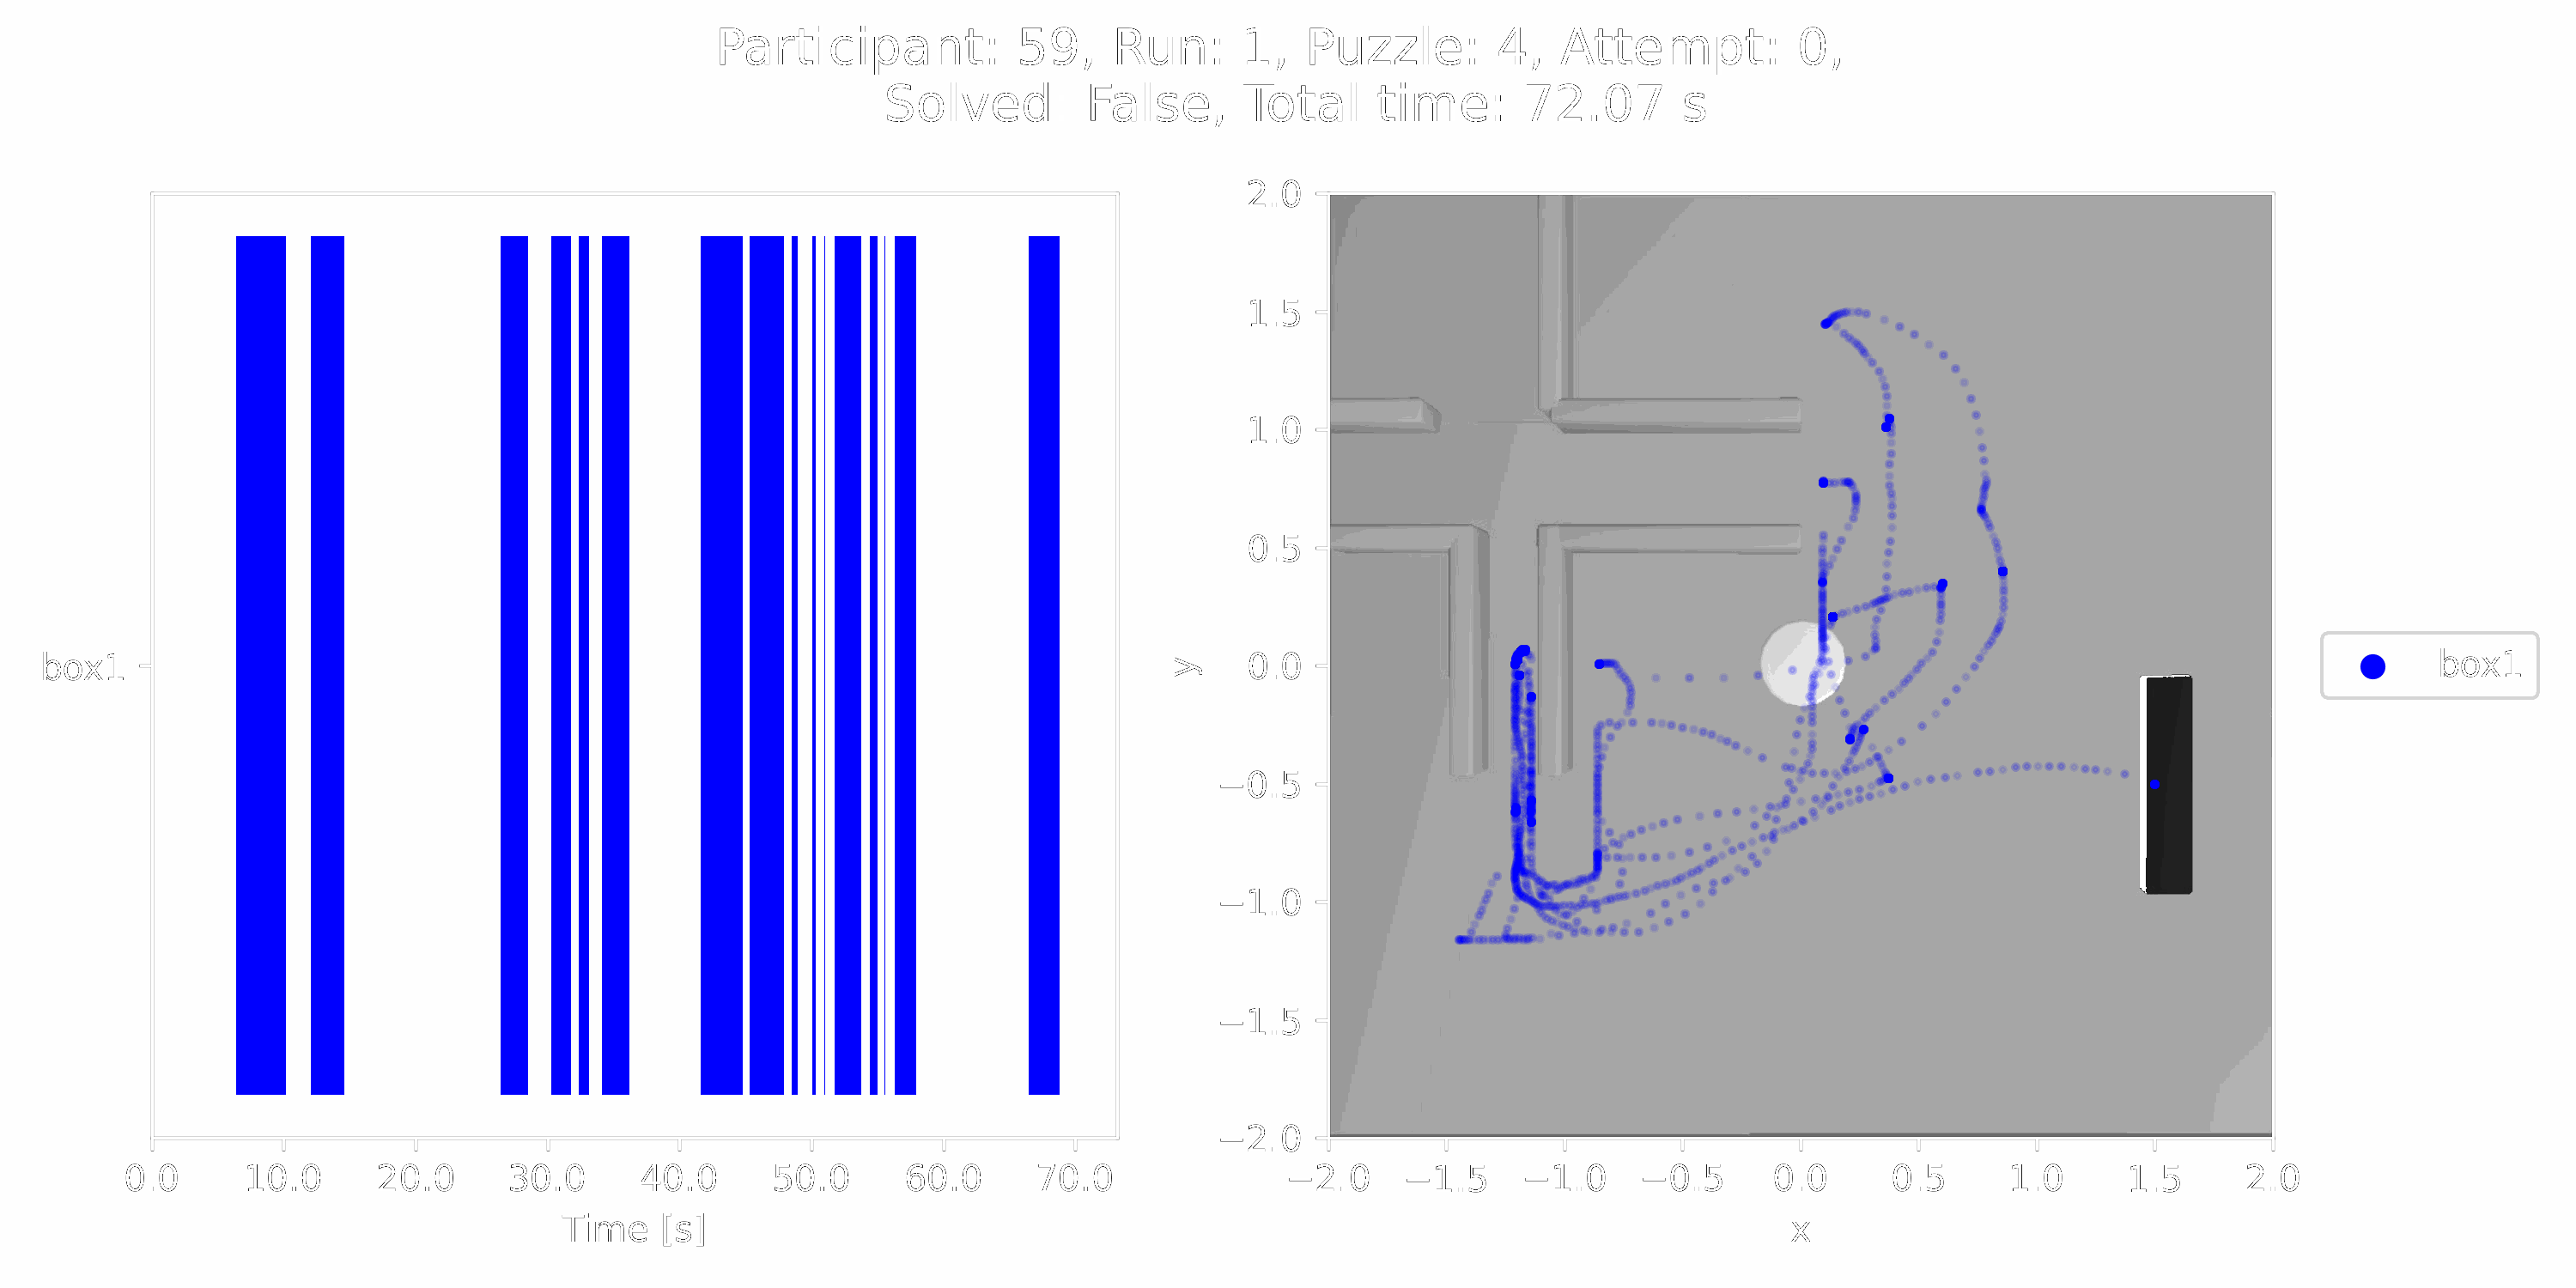 Participant: 59, Run: 1, Puzzle: 4, Attempt: 0,
Solved False, Total time: 72.07 s
box1
0.0 10.0 20.0 30.0 40.0 50.0 60.0 70.0
Time [s]
y
2.0
1.5
1.0
0.5
0.0
−0.5
−1.0
−1.5
−2.0
−2.0 −1.5 −1.0 −0.5 0.0 0.5 1.0 1.5 2.0
x
box1